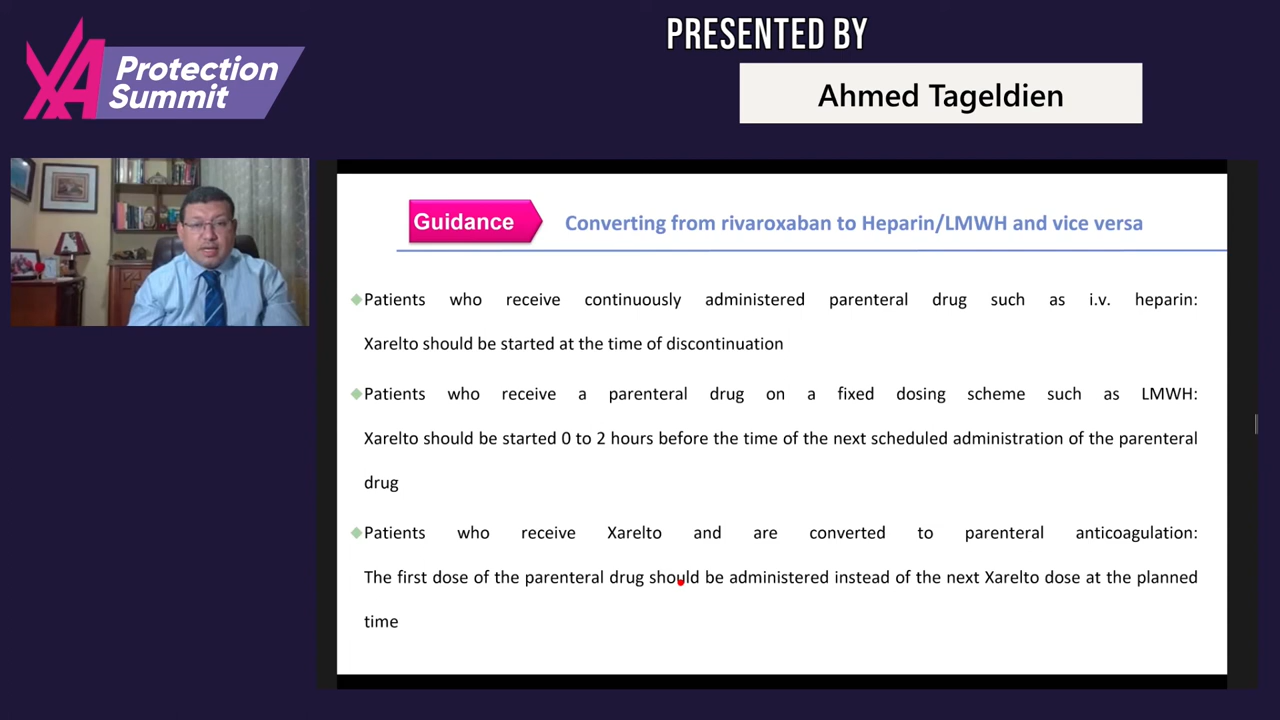 XA
Protection
Summit
PRESENTED BY
Ahmed Tageldien
Guidance
Converting from rivaroxaban to Heparin/LMWH and vice versa
Patients who receive continuously administered parenteral drug such as i.v. heparin:
Xarelto should be started at the time of discontinuation
Patients who receive a parenteral drug on a fixed dosing scheme such as LMWH:
Xarelto should be started 0 to 2 hours before the time of the next scheduled administration of the parenteral
drug
Patients who receive Xarelto and are converted to parenteral anticoagulation:
The first dose of the parenteral drug should be administered instead of the next Xarelto dose at the planned
time